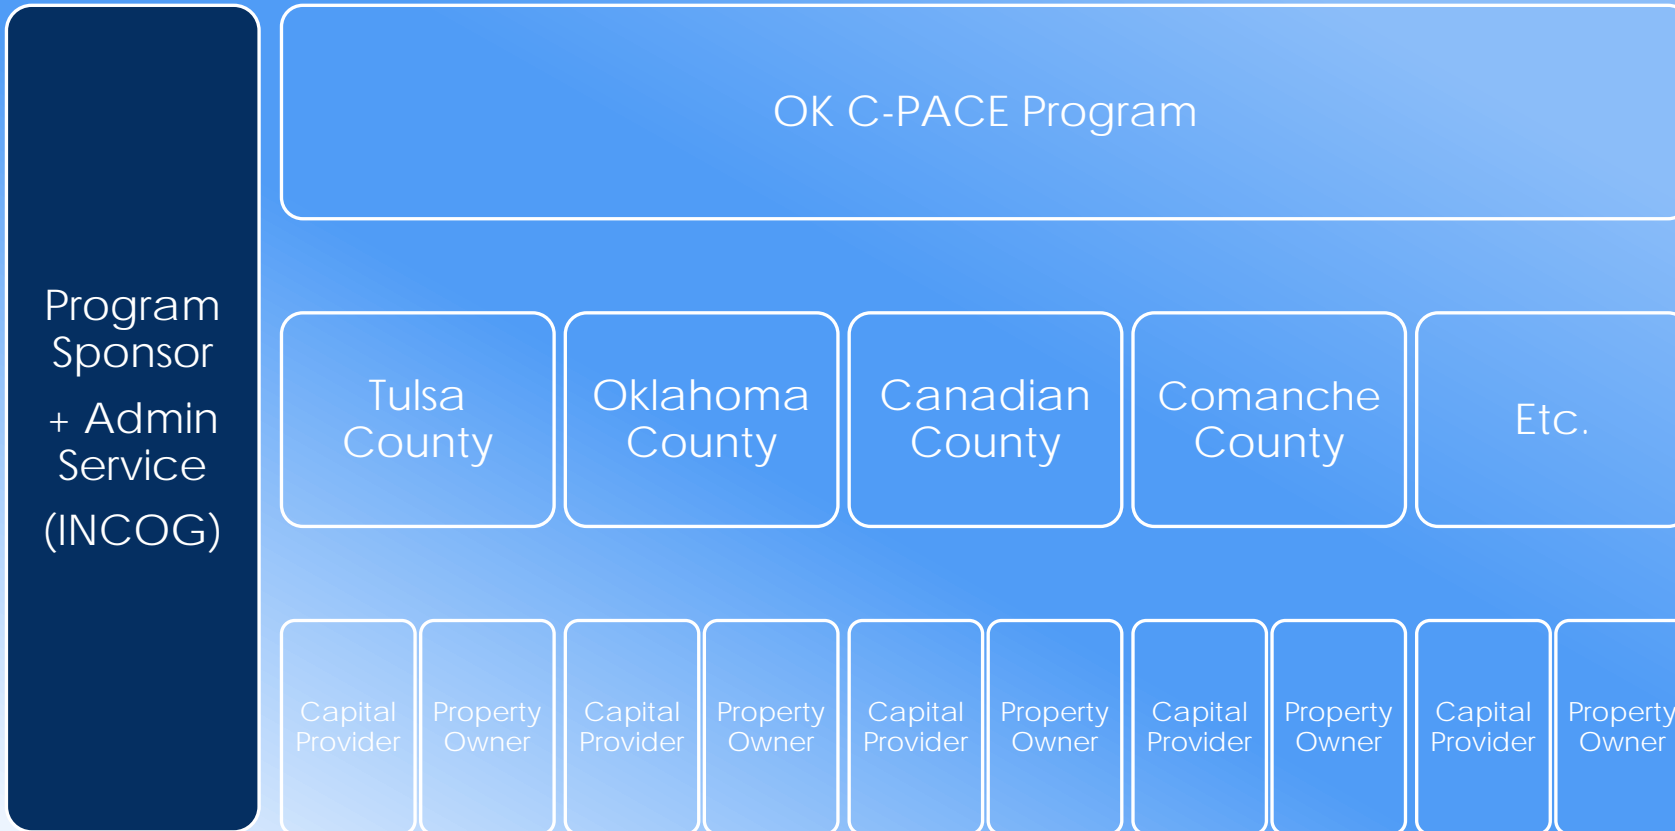 Program
Sponsor
+ Admin
Service
(INCOG)
OK C-PACE Program
Tulsa
County
Oklahoma
County
Canadian
County
Comanche
County
Etc.
Capital
Provider
Property
Owner
Capital
Provider
Property
Owner
Capital
Provider
Property
Owner
Capital
Provider
Property
Owner
Capital
Provider
Property
Owner